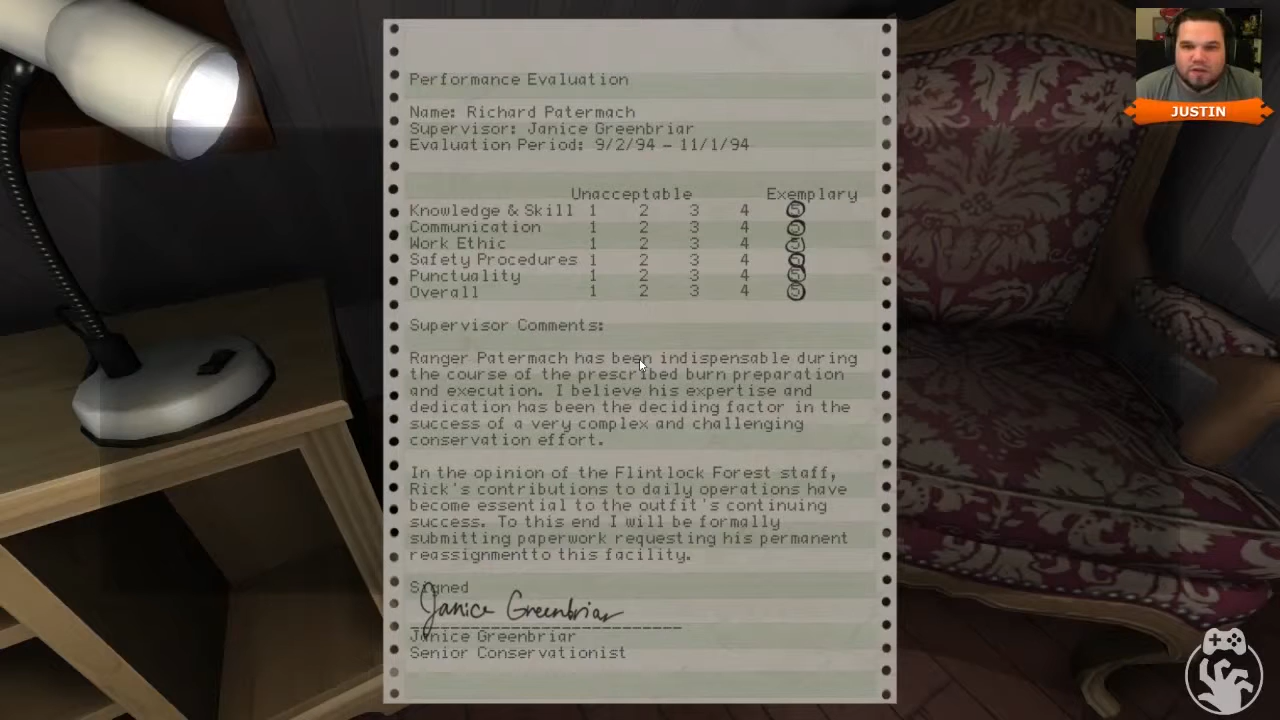 Performance Evaluation
Name: Richard Patermach
Supervisor: Janice Greenbriar
Evaluation Period: 9/2/94 - 11/1/94
Unacceptable Exemplary
Knowledge & Skill 1 2 3 4 5
Communication 1 2 3 4 5
Work Ethic 1 2 3 4 5
Safety Procedures 1 2 3 4 5
Punctuality 1 2 3 4 5
Overall 1 2 3 4 5
Supervisor Comments:
Ranger Patermach has been indispensable during
the course of the prescribed burn preparation
and execution. I believe his expertise and
dedication has been the deciding factor in the
success of a very complex and challenging
conservation effort.
In the opinion of the Flintlock Forest staff,
Rick's contributions to daily operations have
become essential to the outfit's continuing
success. To this end I will be formally
submitting paperwork requesting his permanent
reassignmentto this facility.
Signed
Janice Greenbriar
Janice Greenbriar
Senior Conservationist
JUSTIN